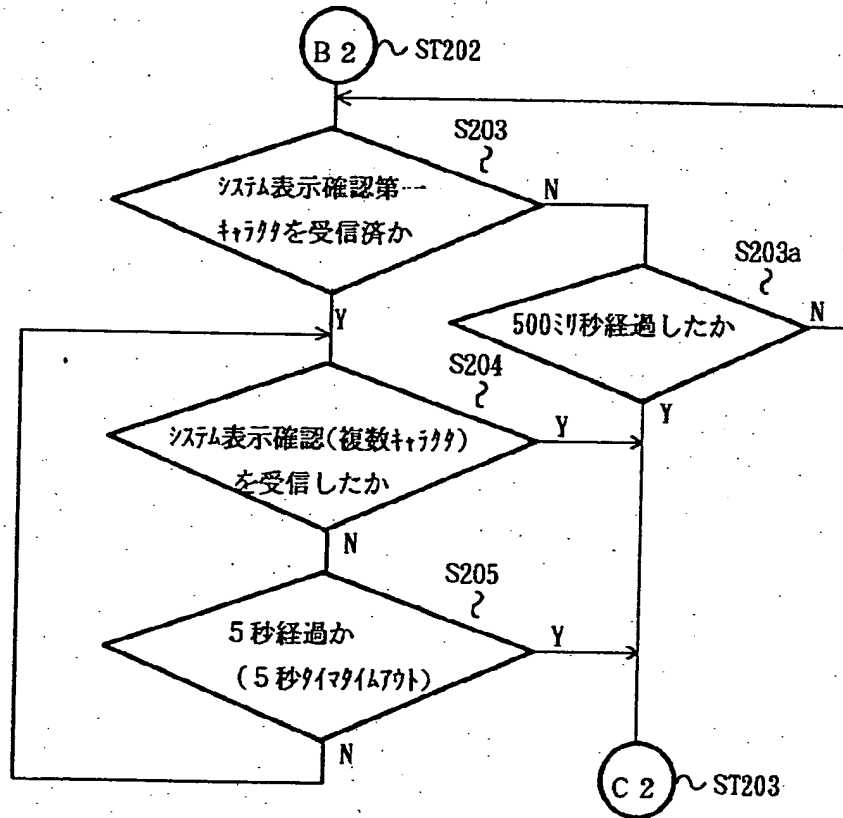 B 2
ST202
S203
システム表示確認第一
キャラクタを受信済か
N
S203a
500ミリ秒経過したか
N
Y
Y
S204
システム表示確認(複数キャラクタ)
を受信したか
Y
N
S205
5秒経過か
(5秒タイマタイムアウト)
Y
N
C 2
ST203